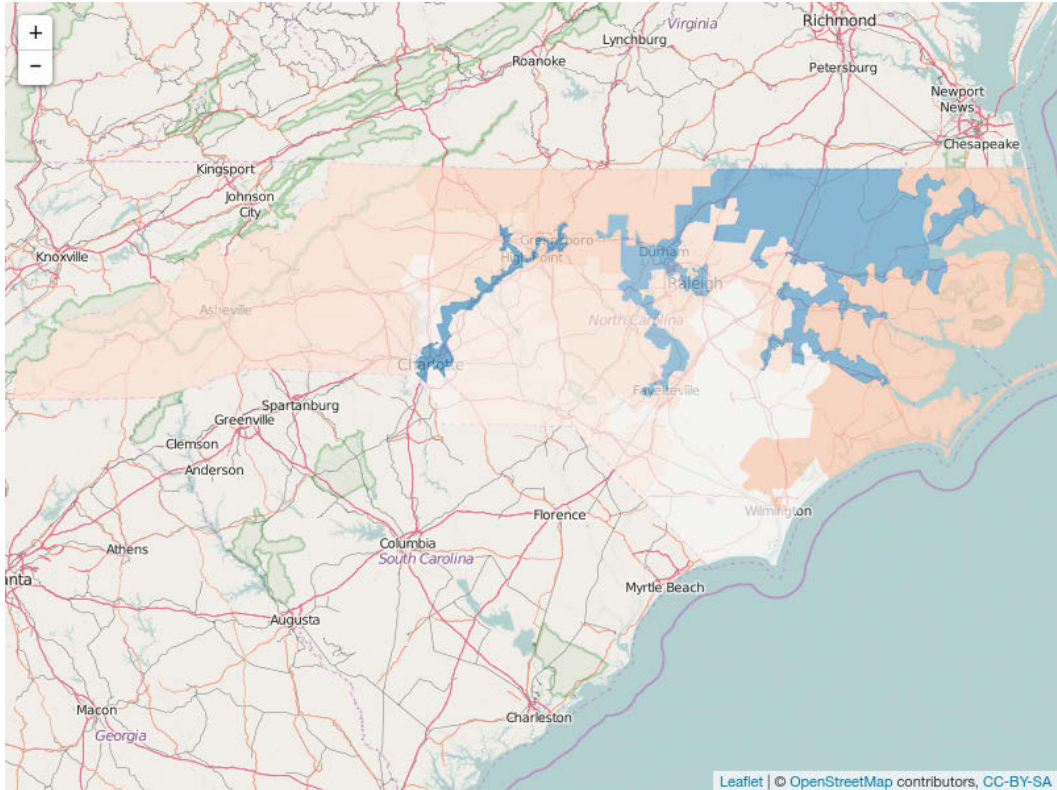 +
−
Virginia
Richmond
Lynchburg
Roanoke
Petersburg
Newport
News
Chesapeake
Kingsport
Johnson
City
Knoxville
Greensboro
High Point
Durham
Raleigh
Asheville
North Carolina
Charlotte
Fayetteville
Spartanburg
Greenville
Clemson
Anderson
Wilmington
Florence
Athens
Columbia
South Carolina
anta
Myrtle Beach
Augusta
Macon
Charleston
Georgia
Leaflet | © OpenStreetMap contributors, CC-BY-SA